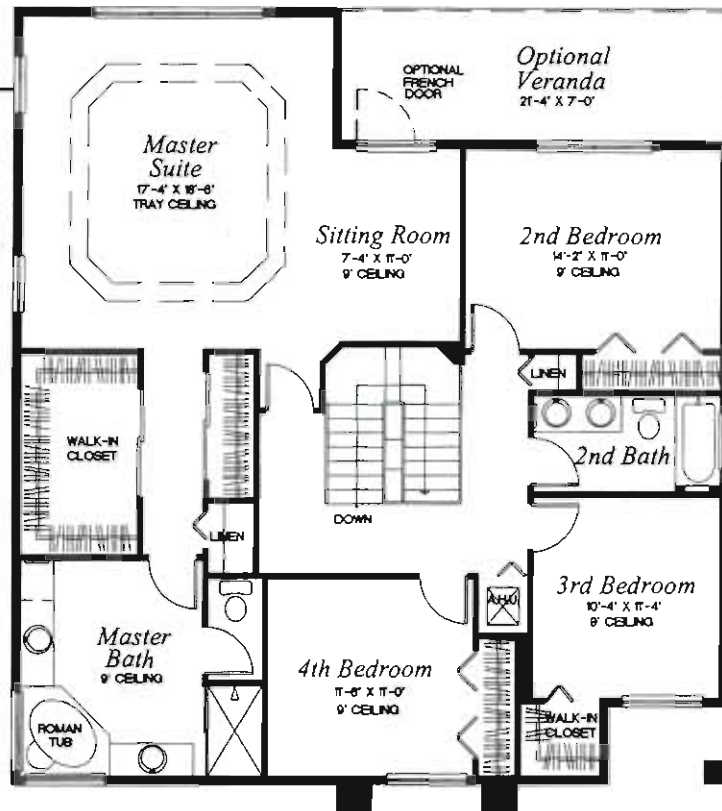 Optional
Veranda
21'-4" X 7'-0"
OPTIONAL
FRENCH
DOOR
Master
Suite
17'-4" X 18'-6"
TRAY CEILING
Sitting Room
7'-4" X 11'-0"
9' CEILING
2nd Bedroom
14'-2" X 11'-0"
9' CEILING
LINEN
WALK-IN
CLOSET
2nd Bath
DOWN
LINEN
3rd Bedroom
10'-4" X 11'-4"
9' CEILING
A.H.U.
Master
Bath
9' CEILING
4th Bedroom
11'-6" X 11'-0"
9' CEILING
ROMAN
TUB
WALK-IN
CLOSET